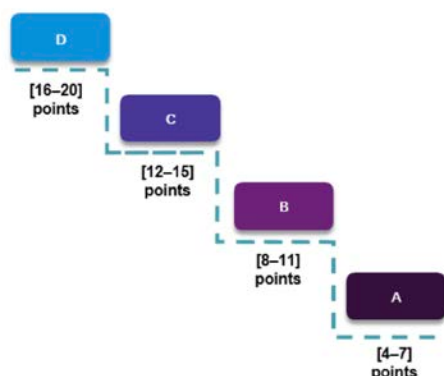 D
[16–20]
points
C
[12–15]
points
B
[8–11]
points
A
[4–7]
points